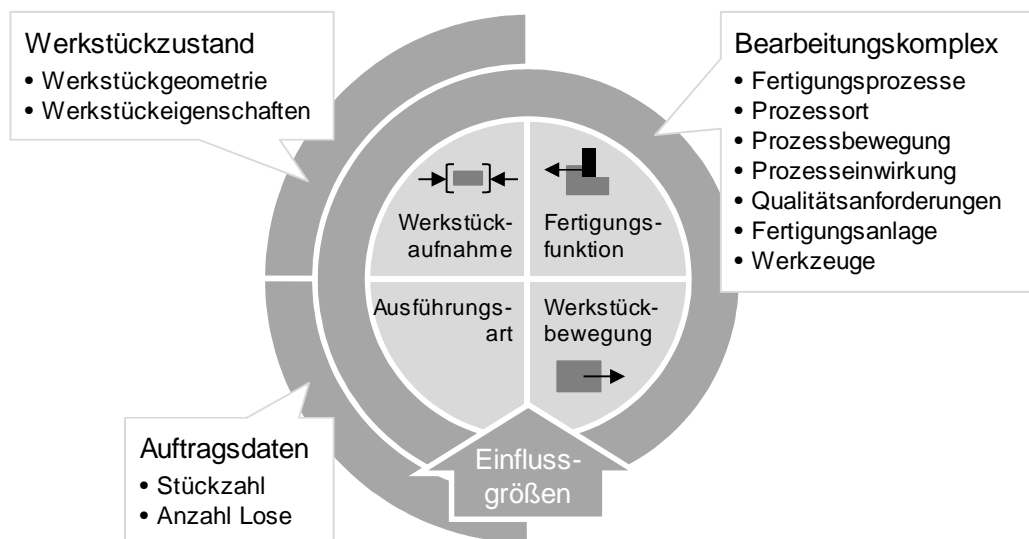 Werkstückzustand
• Werkstückgeometrie
• Werkstückeigenschaften
Bearbeitungskomplex
• Fertigungsprozesse
• Prozessort
• Prozessbewegung
• Prozesseinwirkung
• Qualitätsanforderungen
• Fertigungsanlage
• Werkzeuge
Werkstück-
aufnahme
Fertigungs-
funktion
Ausführungs-
art
Werkstück-
bewegung
Auftragsdaten
• Stückzahl
• Anzahl Lose
Einfluss-
größen